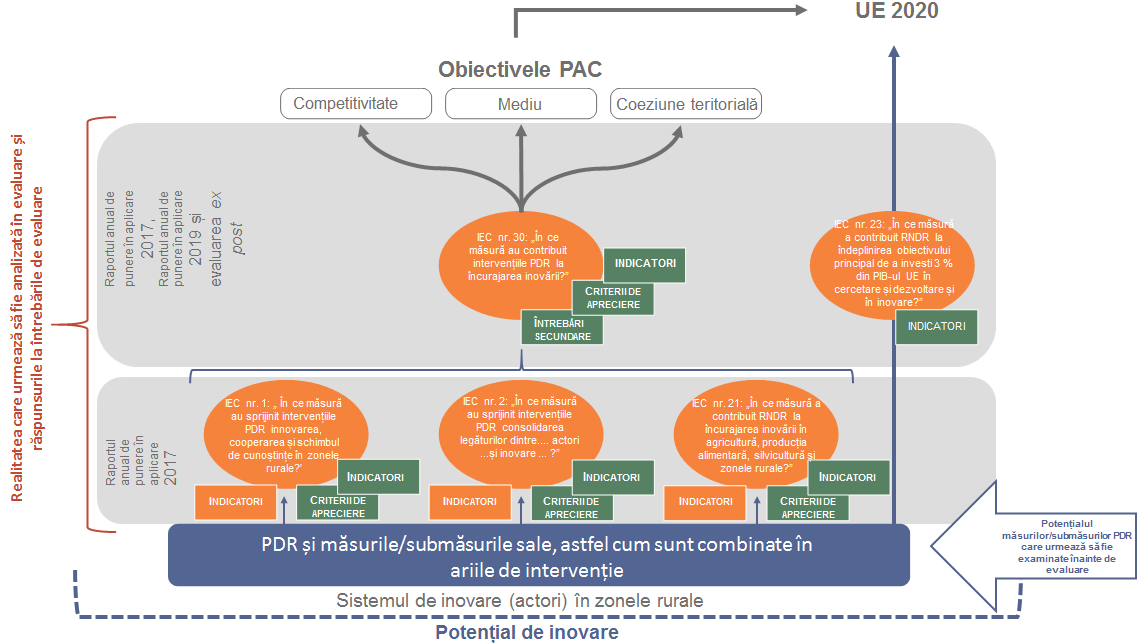 UE 2020
Obiectivele PAC
Competitivitate
Mediu
Coeziune teritorială
Realitatea care urmează să fie analizată în evaluare și
răspunsurile la întrebările de evaluare
Raportul anual de
punere în aplicare
2017,
Raportul anual de
punere în aplicare
2019 și
evaluarea ex
post
IEC nr. 30: „În ce
măsură au contribuit
intervențiile PDR la
încurajarea inovării?”
INDICATORI
CRITERII DE
APRECIERE
ÎNTREBĂRI
SECUNDARE
IEC nr. 23: „În ce măsură
a contribuit RNDR la
îndeplinirea obiectivului
principal de a investi 3 %
din PIB-ul UE în
cercetare și dezvoltare și
în inovare?”
INDICATORI
Raportul
anual de
punere în
aplicare
2017
IEC nr. 1: „ În ce măsură
au sprijinit intervențiile
PDR innovarea,
cooperarea și schimbul
de cunoștințe în zonele
rurale?”
INDICATORI
INDICATORI
CRITERII DE
APRECIERE
IEC nr. 2: „În ce măsură
au sprijinit intervențiile
PDR consolidarea
legăturilor dintre.... actori
...și inovare ... ?”
INDICATORI
INDICATORI
CRITERII DE
APRECIERE
IEC nr. 21: „În ce măsură a
contribuit RNDR la
încurajarea inovării în
agricultură, producția
alimentară, silvicultură și
zonele rurale?”
INDICATORI
INDICATORI
CRITERII DE
APRECIERE
PDR și măsurile/submăsurile sale, astfel cum sunt combinate în
ariile de intervenție
Potențialul
măsurilor/submăsurilor PDR
care urmează să fie
examinate înainte de
evaluare
Sistemul de inovare (actori) în zonele rurale
Potențial de inovare